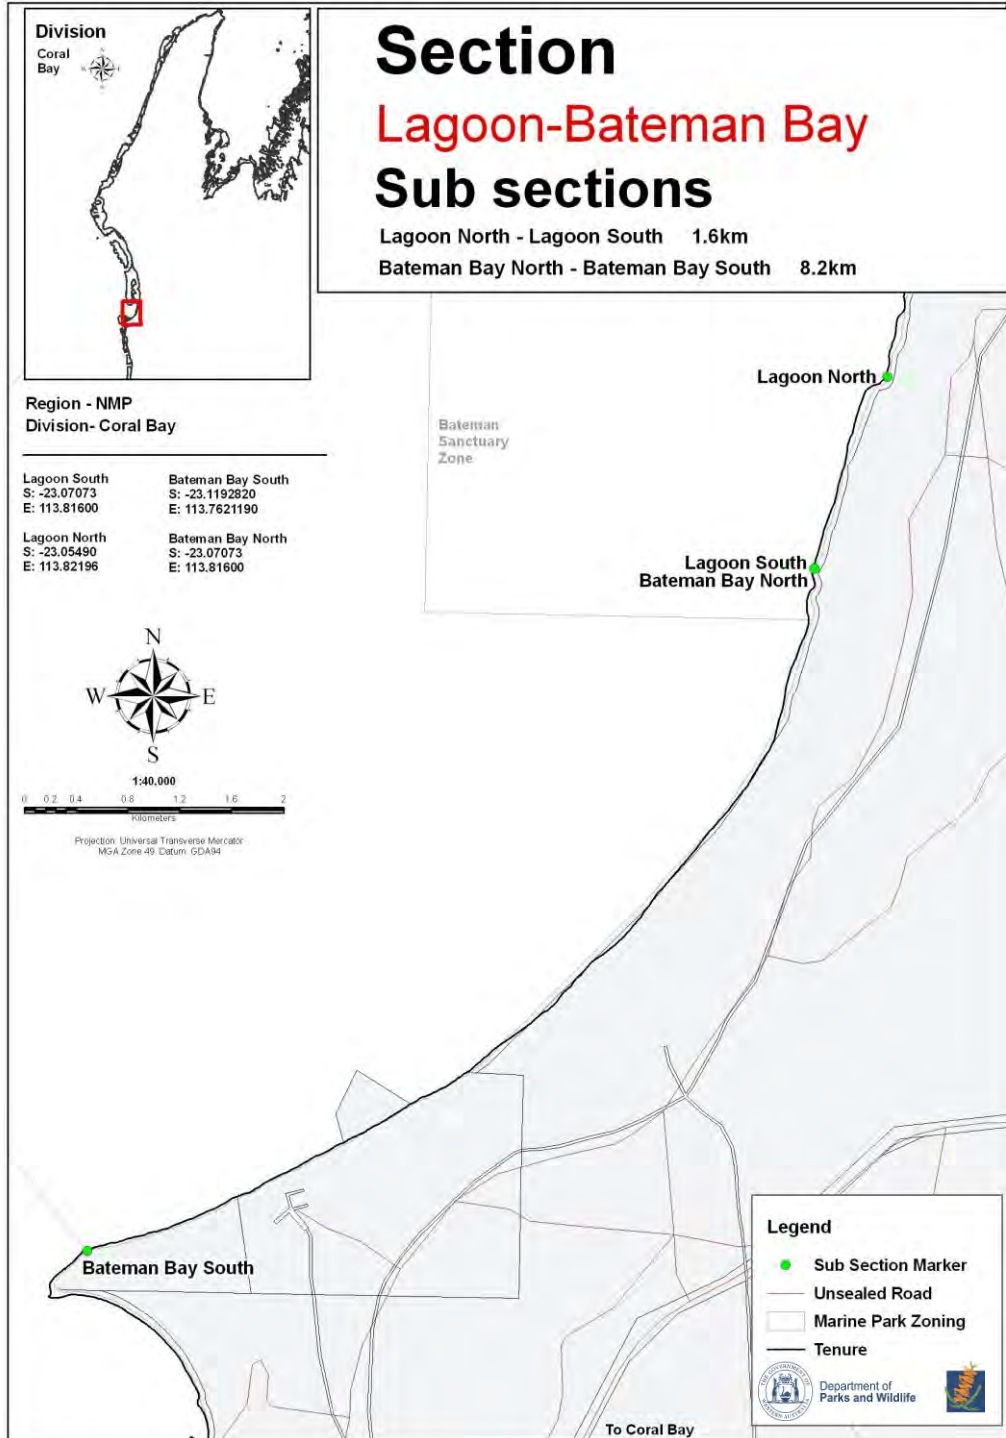 Division
Coral
Bay
Section
Lagoon-Bateman Bay
Sub sections
Lagoon North - Lagoon South 1.6km
Bateman Bay North - Bateman Bay South 8.2km
Region - NMP
Division- Coral Bay
Lagoon South
S: -23.07073
E: 113.81600
Bateman Bay South
S: -23.1192820
E: 113.7621190
Lagoon North
S: -23.05490
E: 113.82196
Bateman Bay North
S: -23.07073
E: 113.81600
N
W E
S
1:40,000
0 0.2 0.4 0.8 1.2 1.6 2
Kilometers
Projection: Universal Transverse Mercator
MGA Zone 49. Datum: GDA94
Bateman
Sanctuary
Zone
Lagoon North
Lagoon South
Bateman Bay North
Bateman Bay South
To Coral Bay
Legend
Sub Section Marker
Unsealed Road
Marine Park Zoning
Tenure
THE GOVERNMENT OF
WESTERN AUSTRALIA
Department of
Parks and Wildlife